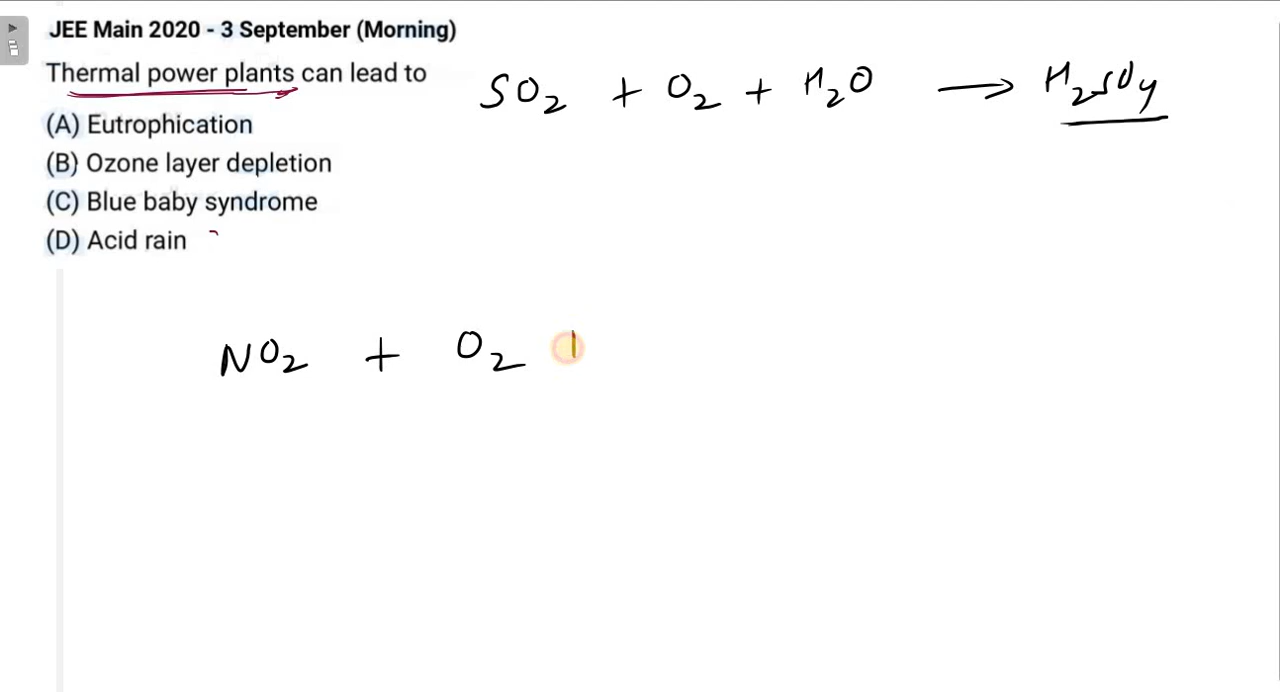 JEE Main 2020 - 3 September (Morning)
Thermal power plants can lead to
SO2 + O2 + H2O → H2SO4
(A) Eutrophication
(B) Ozone layer depletion
(C) Blue baby syndrome
(D) Acid rain
NO2 + O2